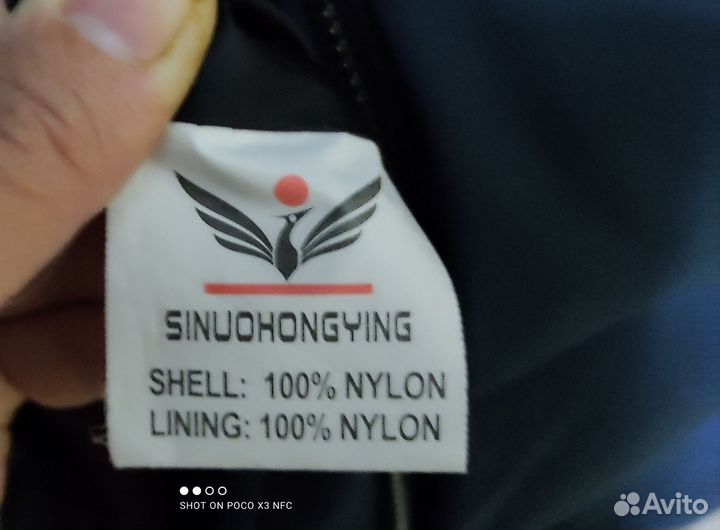 SINUOHONGYING
SHELL: 100% NYLON
LINING: 100% NYLON
SHOT ON POCO X3 NFC
Avito